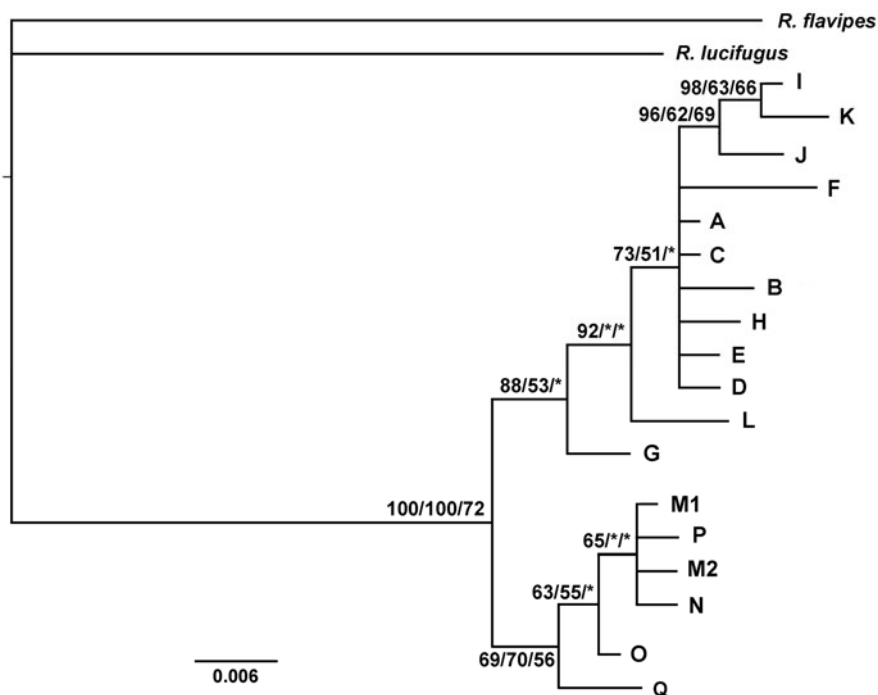 R. flavipes
R. lucifugus
98/63/66
I
96/62/69
K
J
F
A
73/51/*
C
B
92/*/*
H
E
88/53/*
D
L
G
100/100/72
M1
65/*/*
P
M2
63/55/*
N
69/70/56
O
0.006
Q